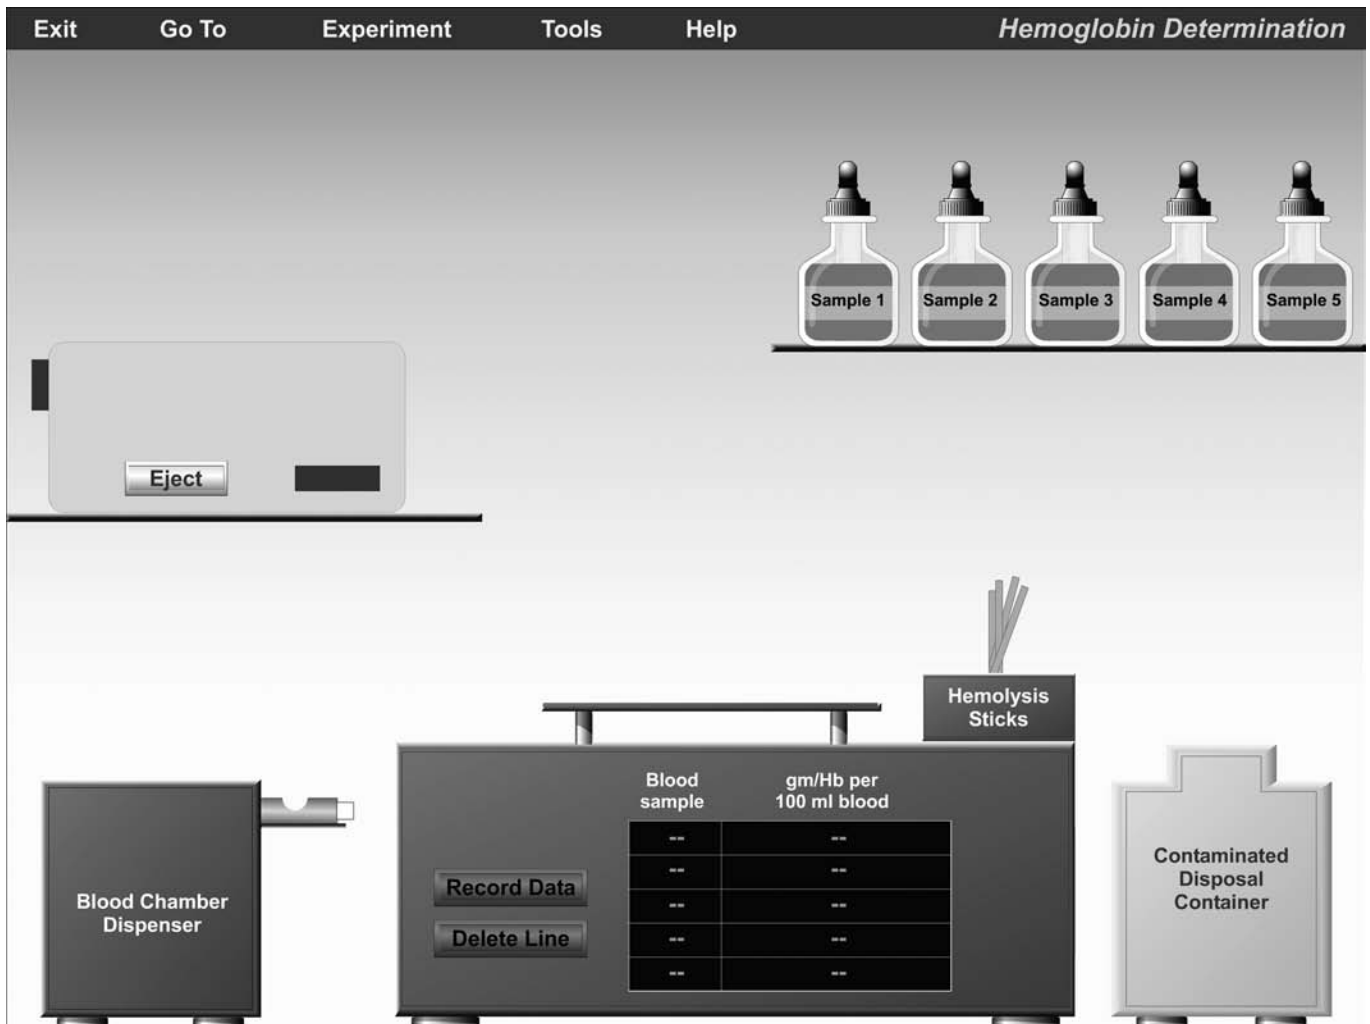 Exit Go To Experiment Tools Help Hemoglobin Determination
Sample 1 Sample 2 Sample 3 Sample 4 Sample 5
Eject
Hemolysis
Sticks
Blood
sample
gm/Hb per
100 ml blood
-- --
-- --
-- --
-- --
-- --
Record Data
Delete Line
Blood Chamber
Dispenser
Contaminated
Disposal
Container